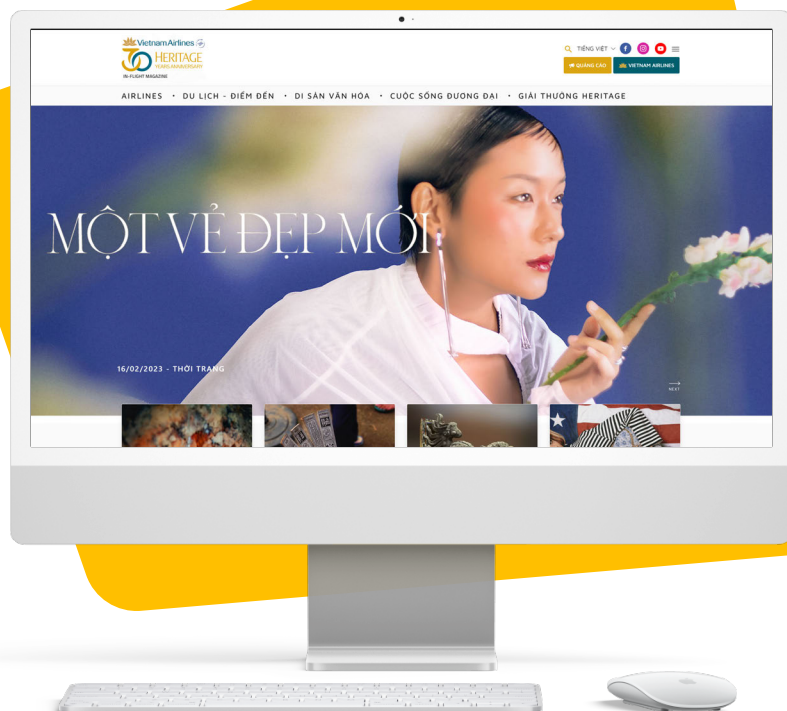 Vietnam Airlines
30 HERITAGE
YEARS ANNIVERSARY
IN-FLIGHT MAGAZINE
TIẾNG VIỆT
QUẢNG CÁO
VIETNAM AIRLINES
AIRLINES • DU LỊCH - ĐIỂM ĐẾN • DI SẢN VĂN HÓA • CUỘC SỐNG ĐƯƠNG ĐẠI • GIẢI THƯỞNG HERITAGE
MỘT VẺ ĐẸP MỚI
16/02/2023 - THỜI TRANG
NEXT